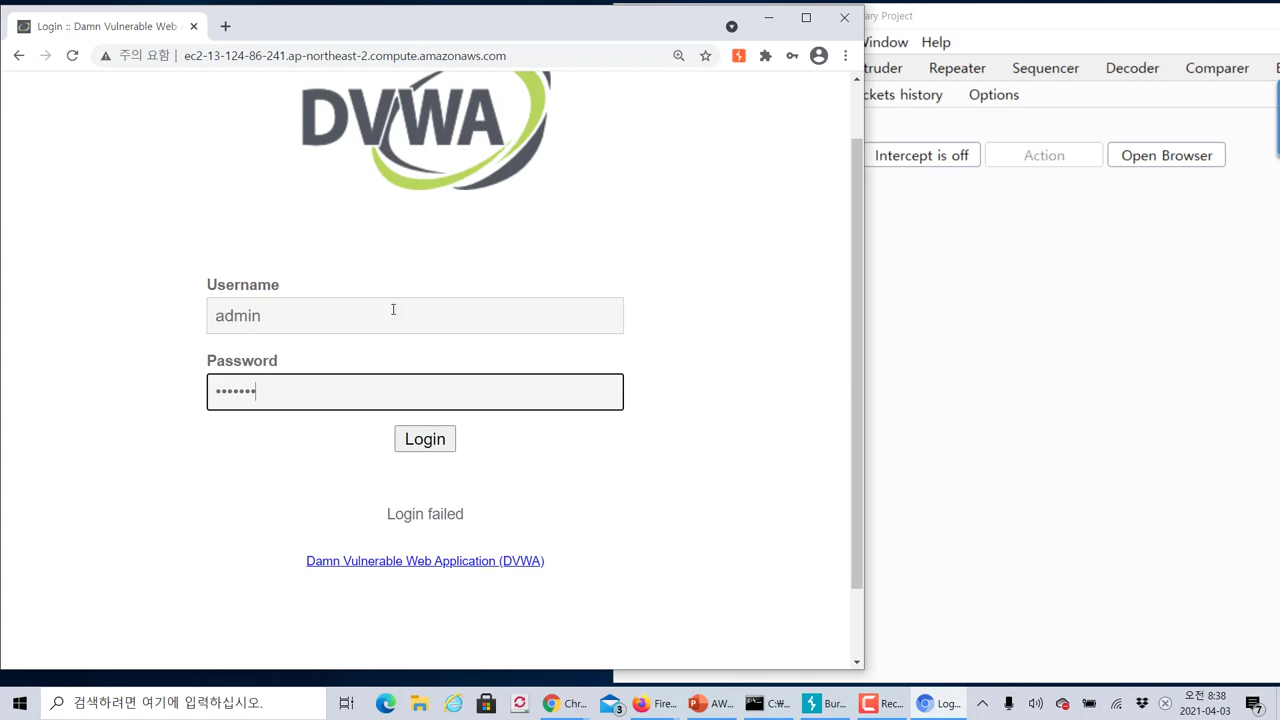 Login :: Damn Vulnerable Web
ary Project
주의 요함
ec2-13-124-86-241.ap-northeast-2.compute.amazonaws.com
Window Help
truder Repeater Sequencer Decoder Comparer
ckets history Options
Intercept is off Action Open Browser
DVWA
Username
admin
Password
•••••••
Login
Login failed
Damn Vulnerable Web Application (DVWA)
검색하려면 여기에 입력하십시오.
Chr...
3
Fire...
AW...
C:₩...
Bur...
Rec...
Log...
오전 8:38
2021-04-03
7